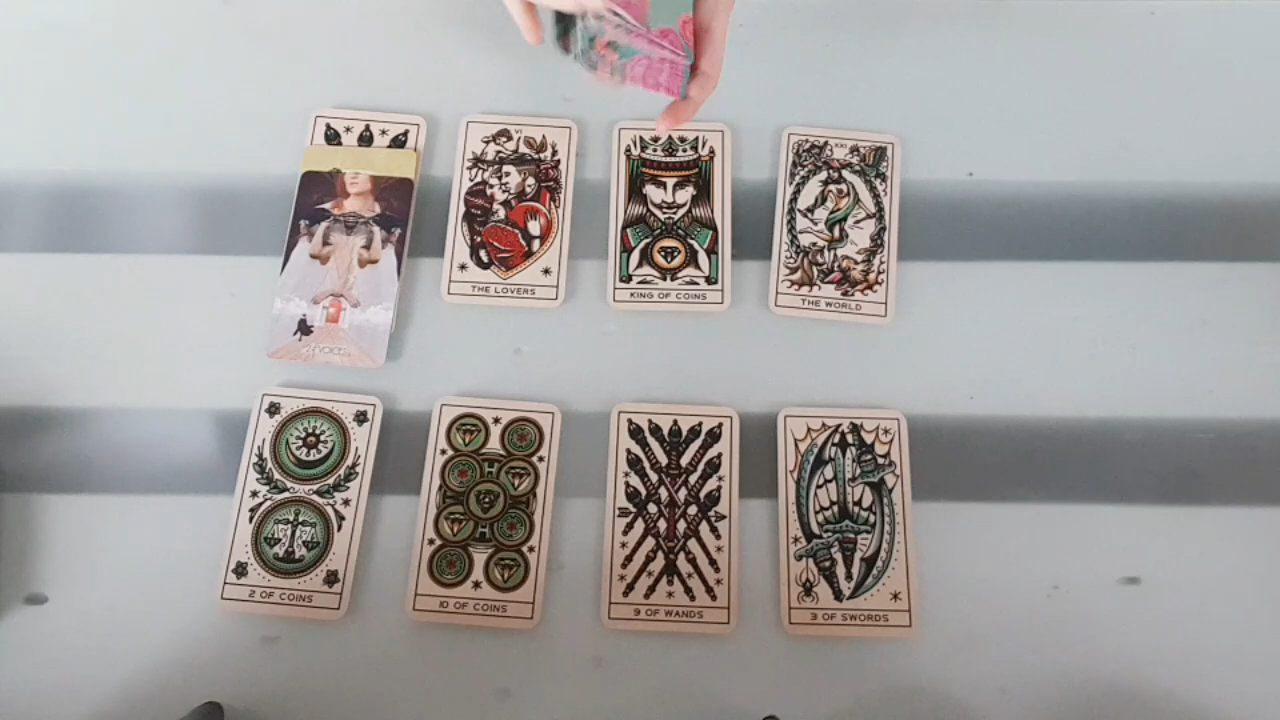 VI
THE LOVERS
KING OF COINS
XXI
THE WORLD
2 OF COINS
10 OF COINS
9 OF WANDS
3 OF SWORDS